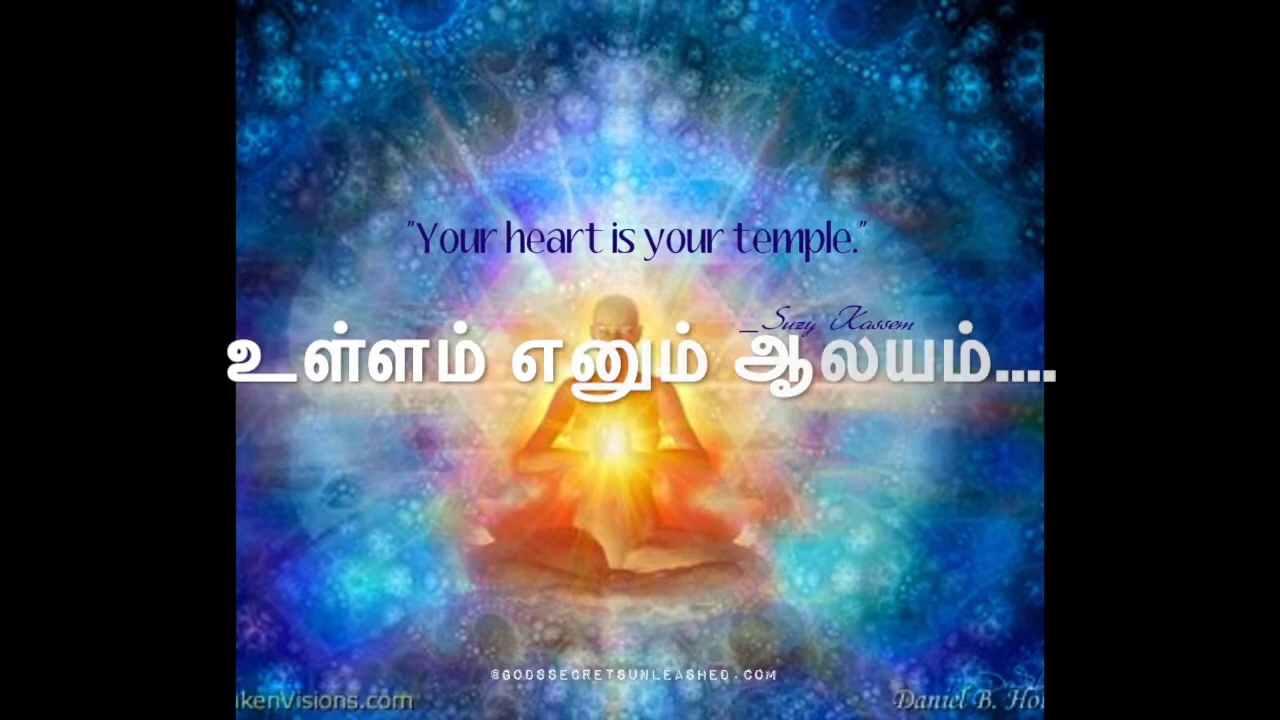 "Your heart is your temple."
_Suzy Kassem
உள்ளம் எனும் ஆலயம்....
@GODSSECRETSUNLEASHED.COM
kenVisions.com
Daniel B. Ho